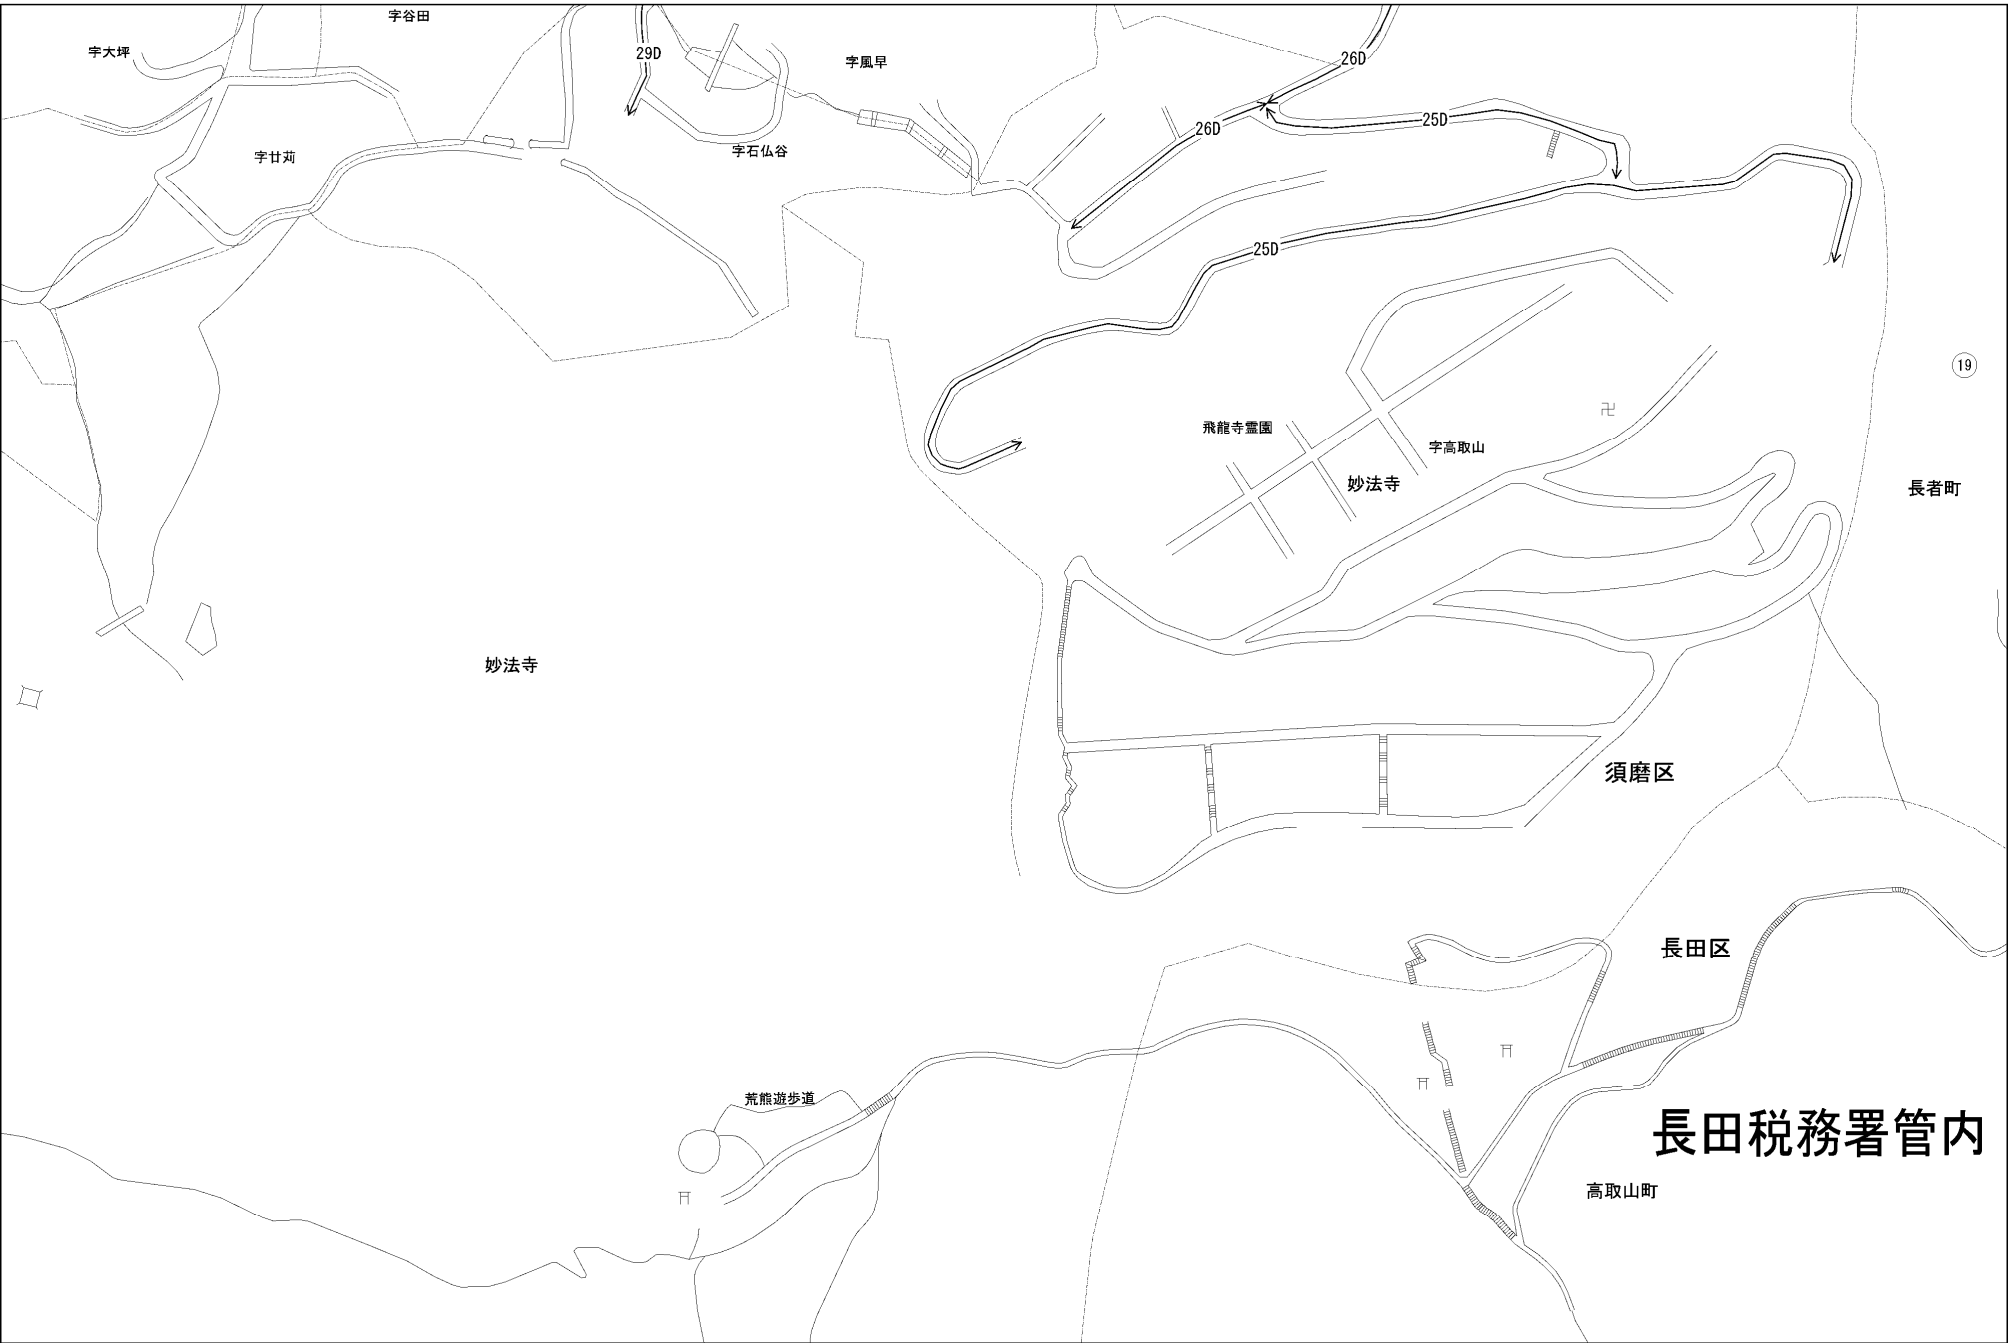 字谷田
字大坪
29D
字風早
26D
25D
26D
字石仏谷
字廿苅
25D
19
飛龍寺霊園
字高取山
妙法寺
長者町
妙法寺
須磨区
長田区
荒熊遊歩道
長田税務署管内
高取山町